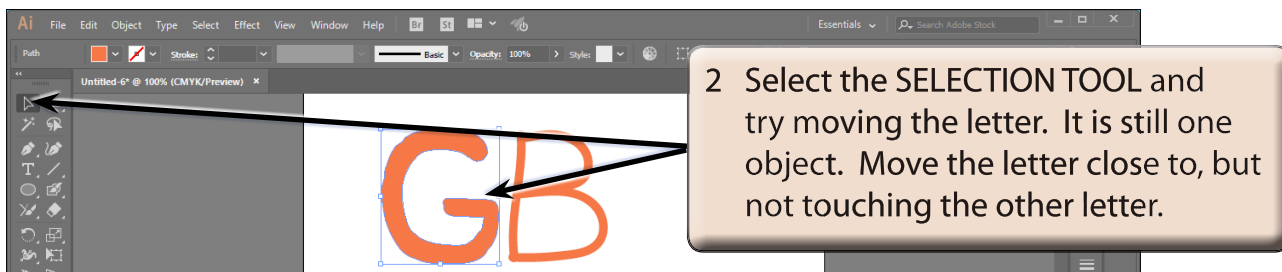 Ai File Edit Object Type Select Effect View Window Help Br St Essentials Search Adobe Stock
Path Stroke: Basic Opacity: 100% Style:
Untitled-6* @ 100% (CMYK/Preview) ×
GB
2 Select the SELECTION TOOL and
try moving the letter. It is still one
object. Move the letter close to, but
not touching the other letter.